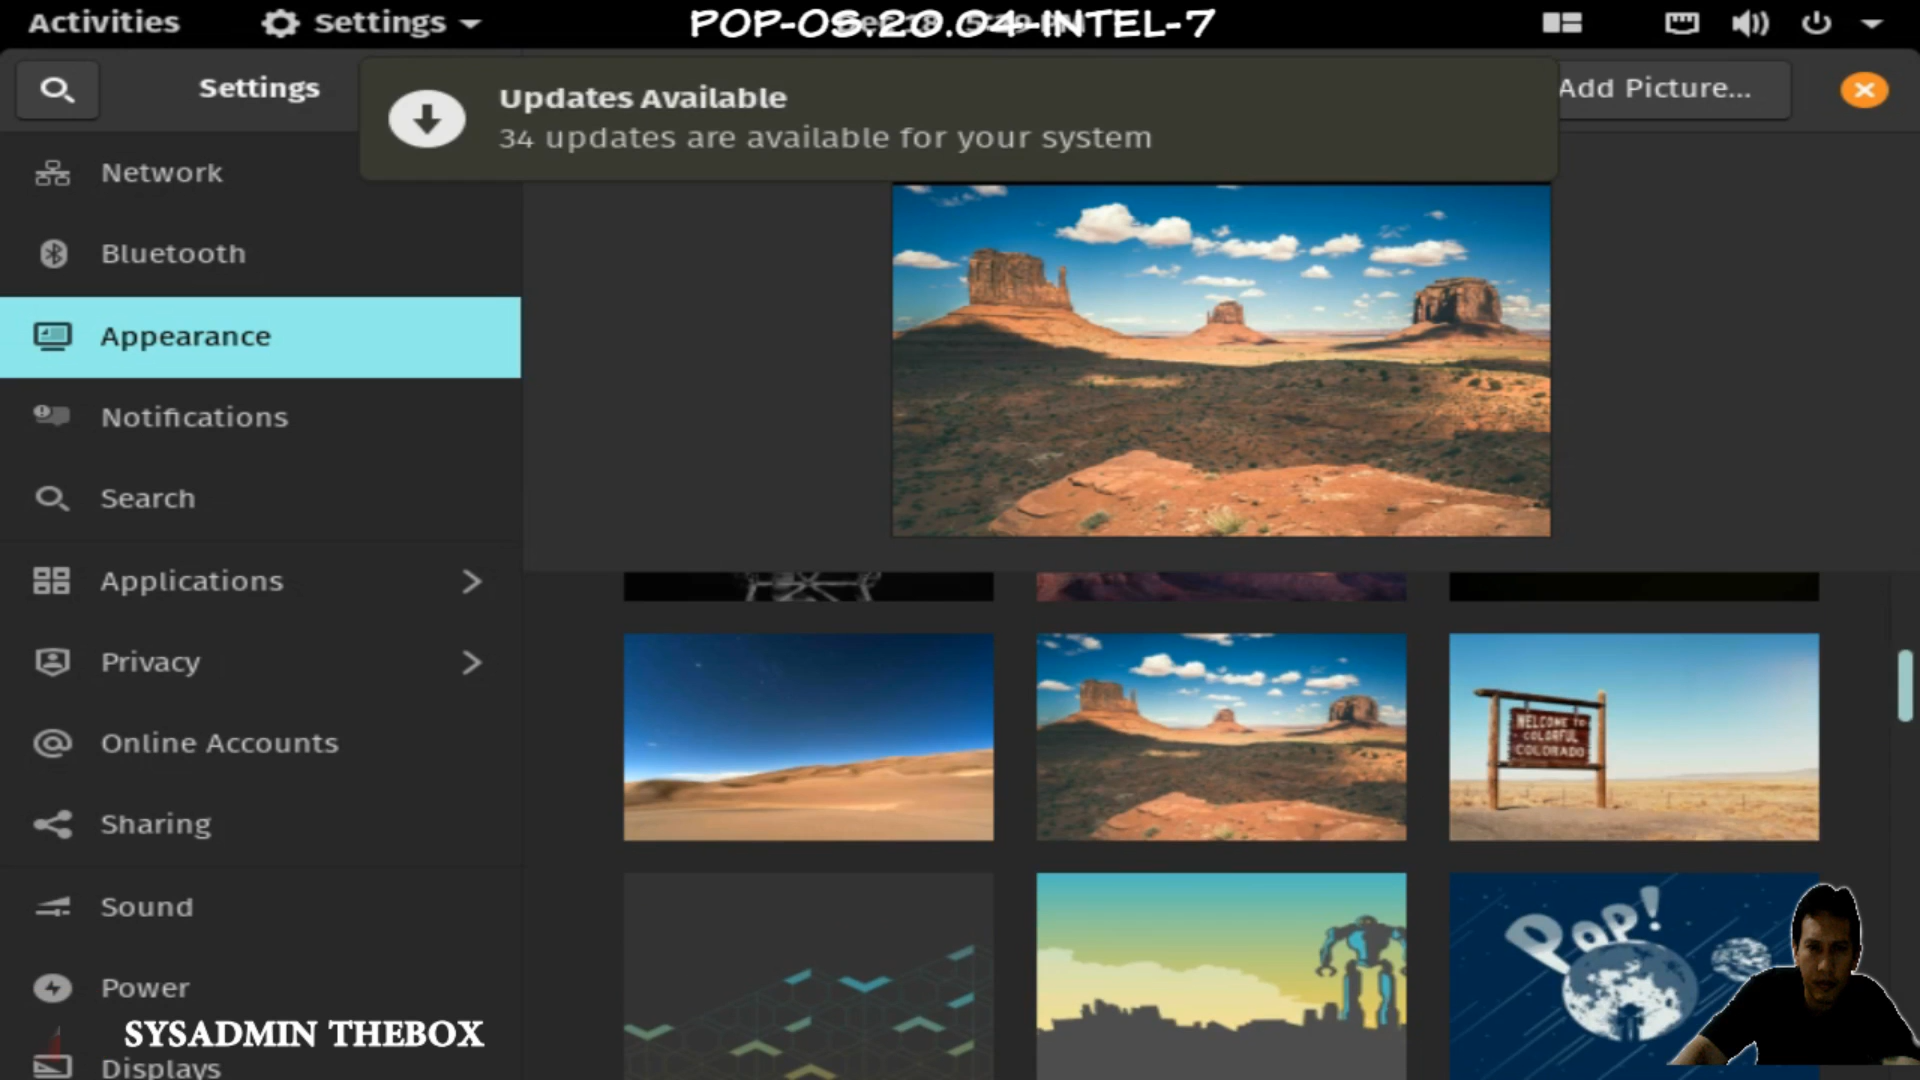 Activities
Settings
POP-OS.20.04-INTEL-7
Settings
Updates Available
34 updates are available for your system
Add Picture...
Network
Bluetooth
Appearance
Notifications
Search
Applications
Privacy
Online Accounts
Sharing
Sound
Power
Displays
WELCOME TO
COLORFUL
COLORADO
Pop!
SYSADMIN THEBOX